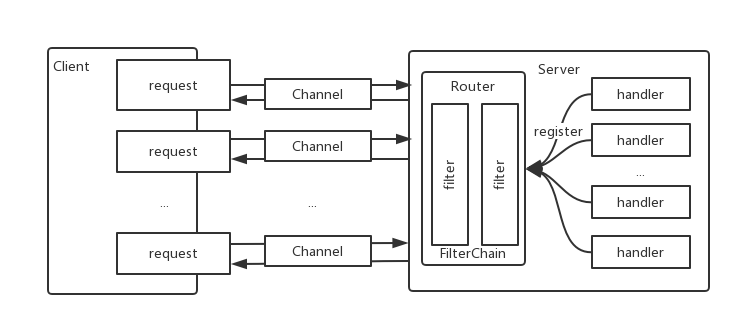 Client
request
request
...
request
Channel
Channel
...
Channel
Server
Router
filter
filter
FilterChain
register
handler
handler
...
handler
handler